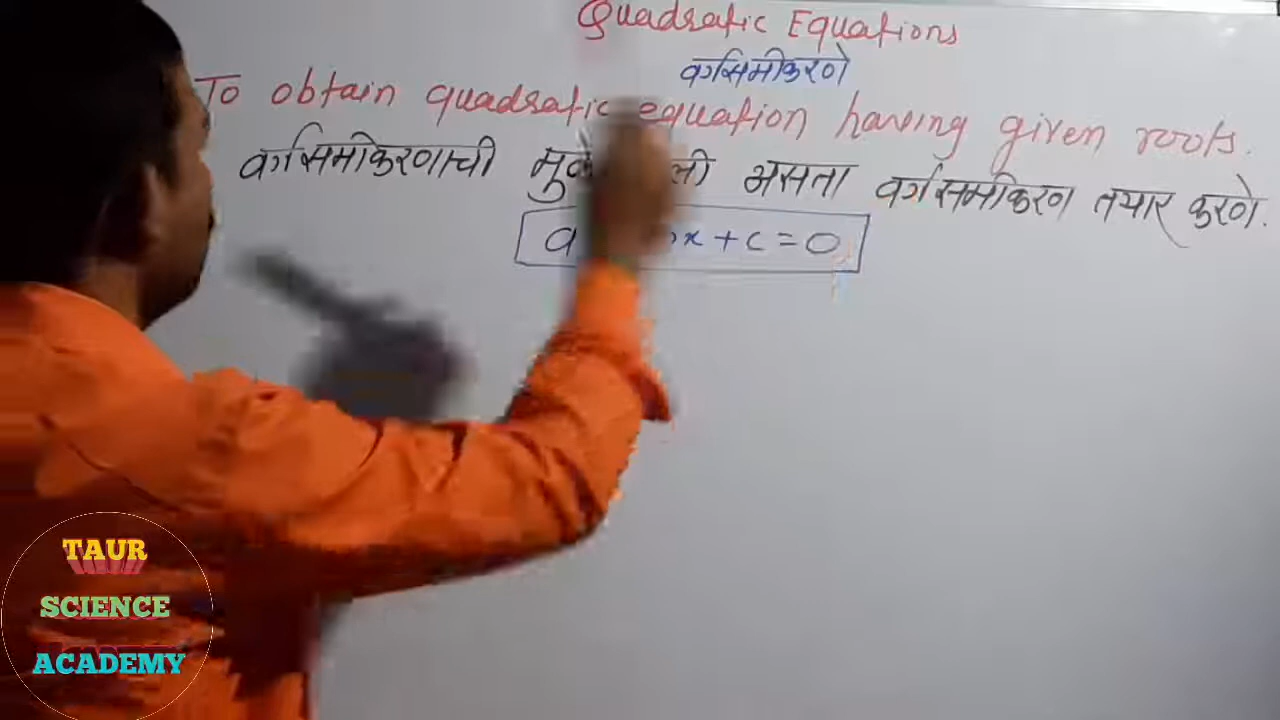 Quadratic Equations
वर्गसमीकरणे
To obtain quadratic equation having given roots.
वर्गसमीकरणाची असता वर्गसमीकरण तयार करणे.
x + c = 0
TAUR
SCIENCE
ACADEMY